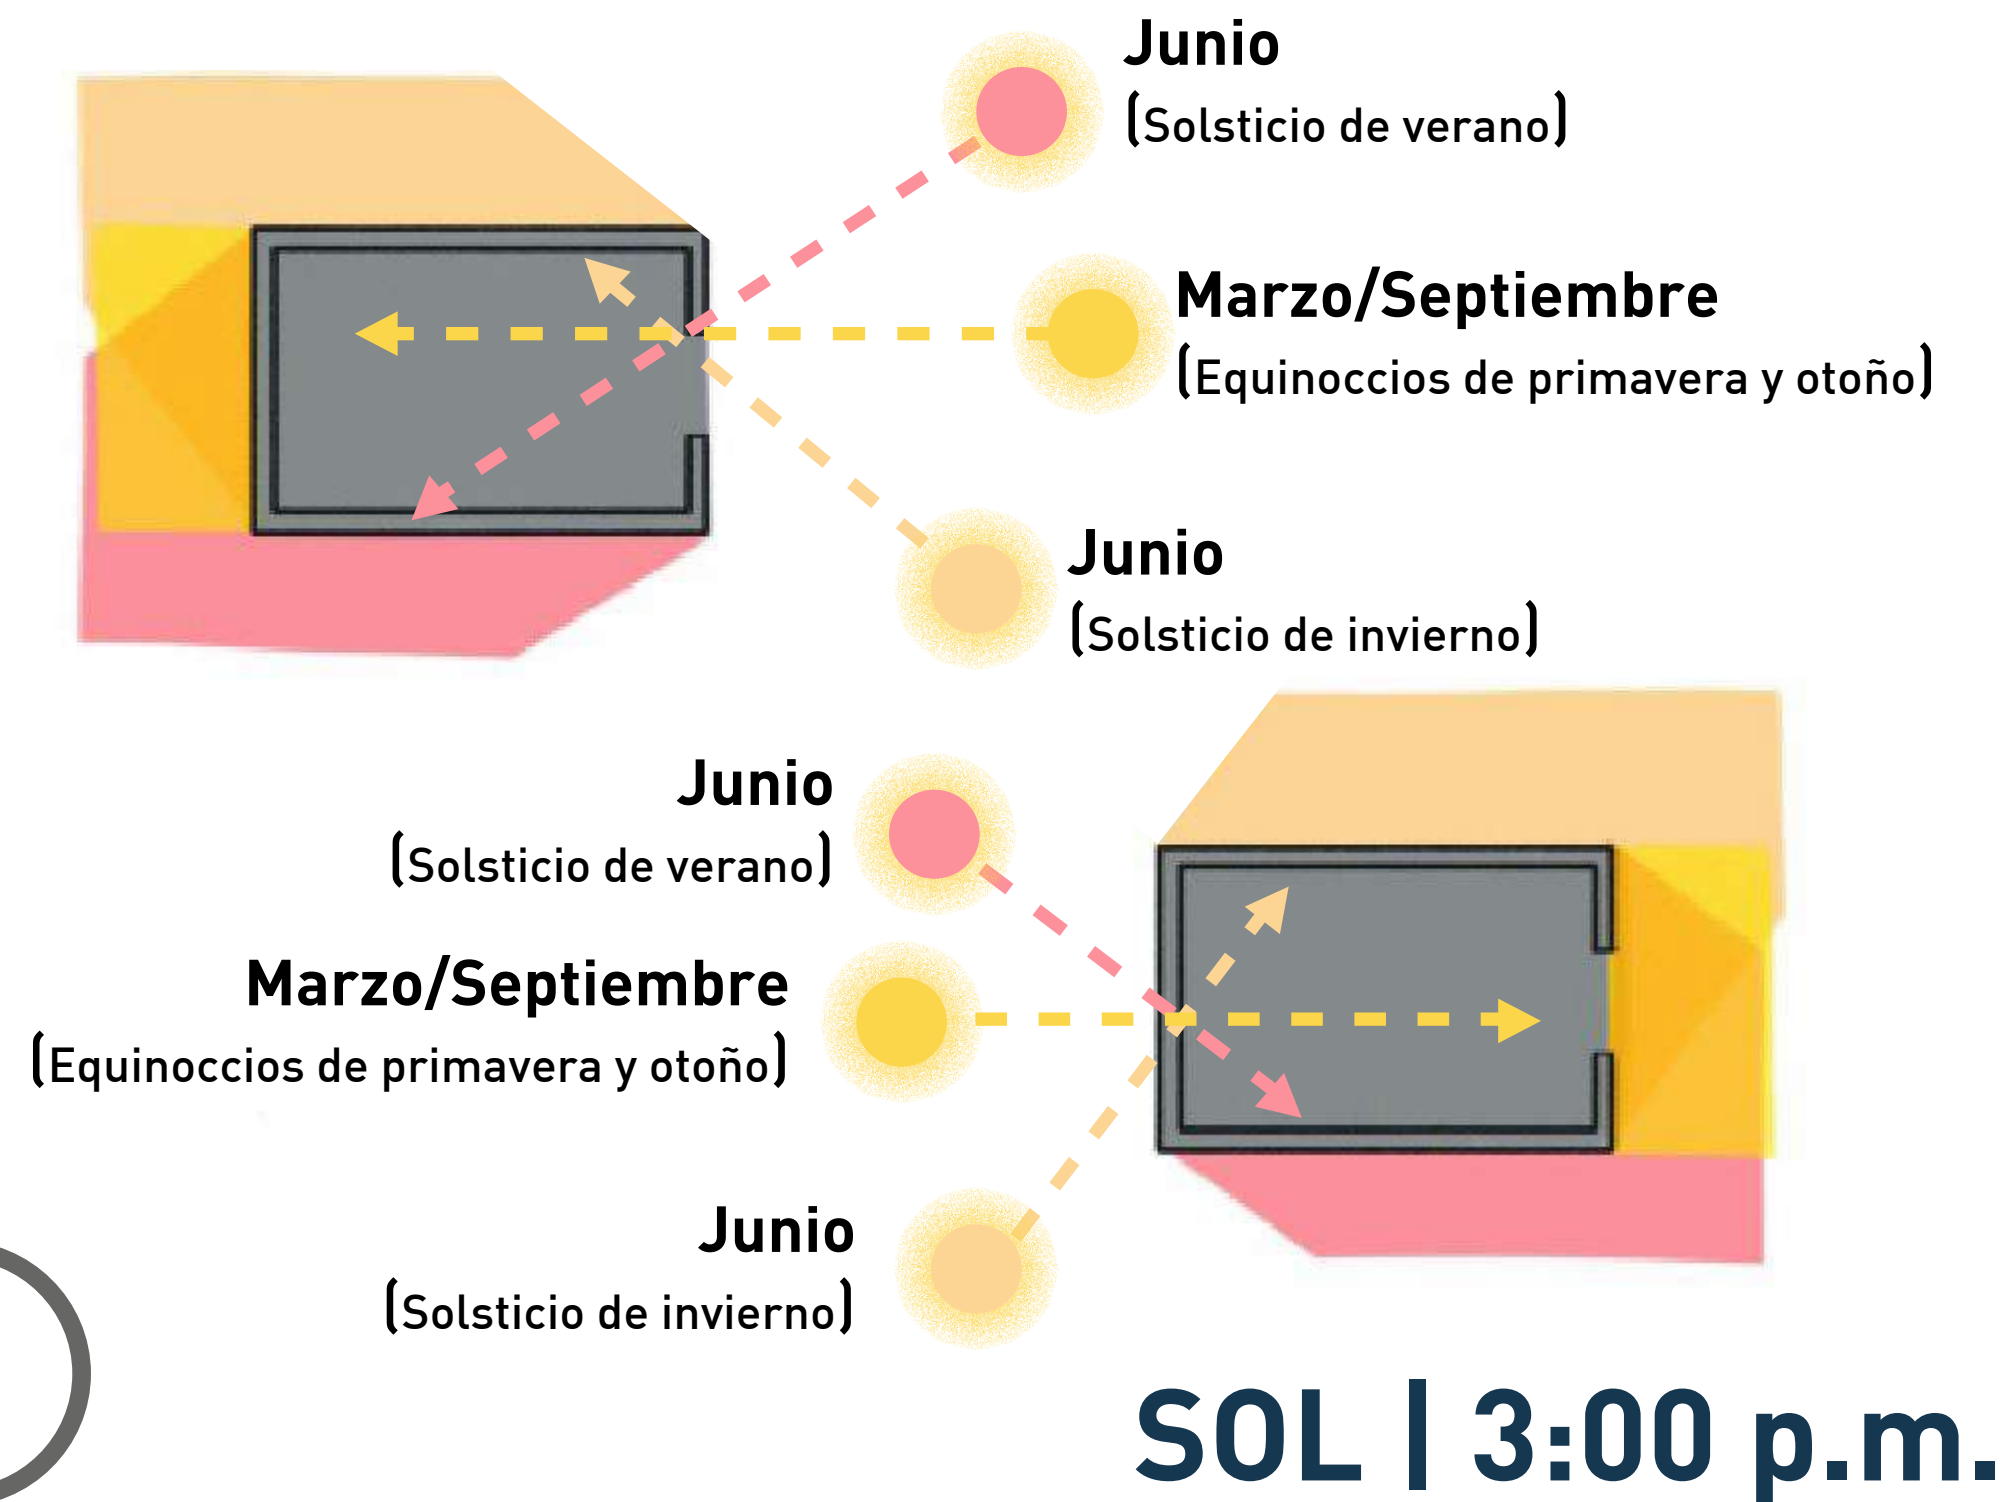 Junio
(Solsticio de verano)
Marzo/Septiembre
(Equinoccios de primavera y otoño)
Junio
(Solsticio de invierno)
Junio
(Solsticio de verano)
Marzo/Septiembre
(Equinoccios de primavera y otoño)
Junio
(Solsticio de invierno)
SOL | 3:00 p.m.